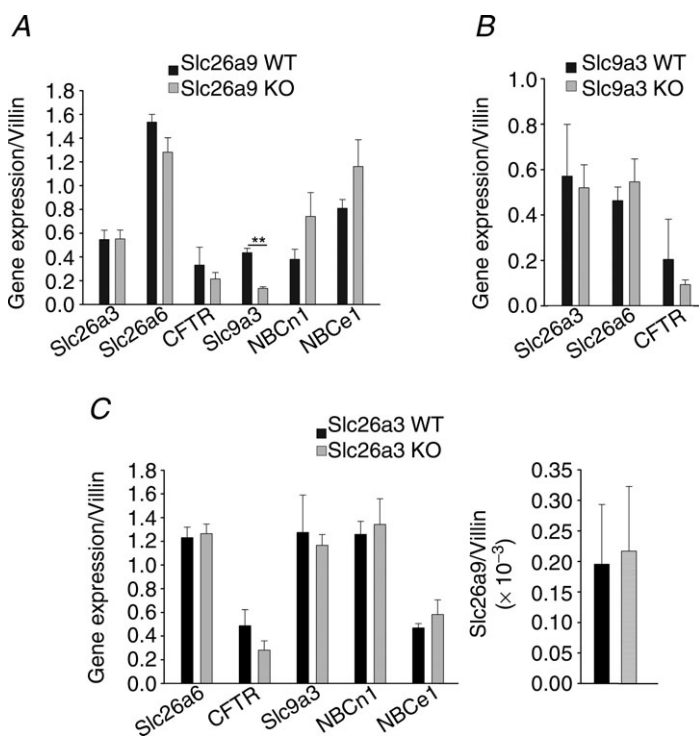 A
Slc26a9 WT
Slc26a9 KO
Gene expression/Villin
1.8
1.6
1.4
1.2
1.0
0.8
0.6
0.4
0.2
0.0
**
Slc26a3
Slc26a6
CFTR
Slc9a3
NBCn1
NBCe1
B
Slc9a3 WT
Slc9a3 KO
Gene expression/Villin
1.0
0.8
0.6
0.4
0.2
0.0
Slc26a3
Slc26a6
CFTR
C
Slc26a3 WT
Slc26a3 KO
Gene expression/Villin
1.8
1.6
1.4
1.2
1.0
0.8
0.6
0.4
0.2
0.0
Slc26a6
CFTR
Slc9a3
NBCn1
NBCe1
Slc26a9/Villin
(× 10⁻³)
0.35
0.30
0.25
0.20
0.15
0.10
0.05
0.00